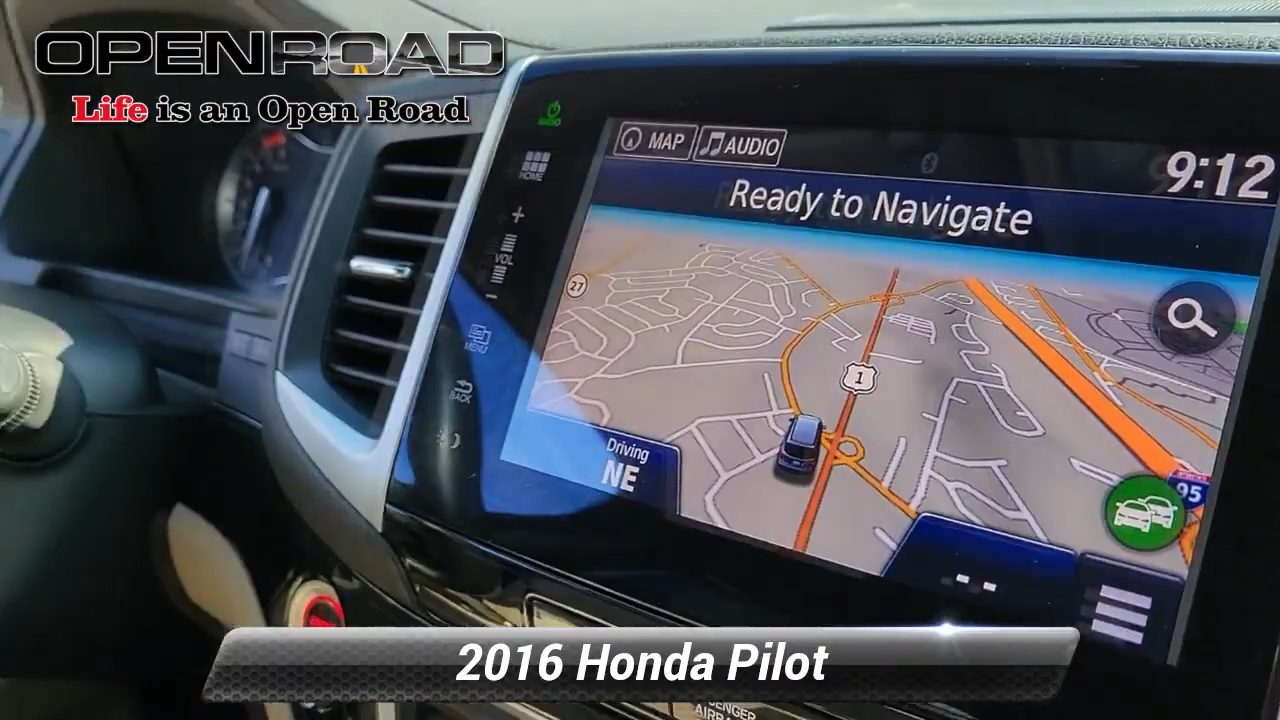 OPENROAD
Life is an Open Road
MAP
AUDIO
9:12
HOME
Ready to Navigate
VOL
27
MENU
1
BACK
Driving
NE
95
2016 Honda Pilot